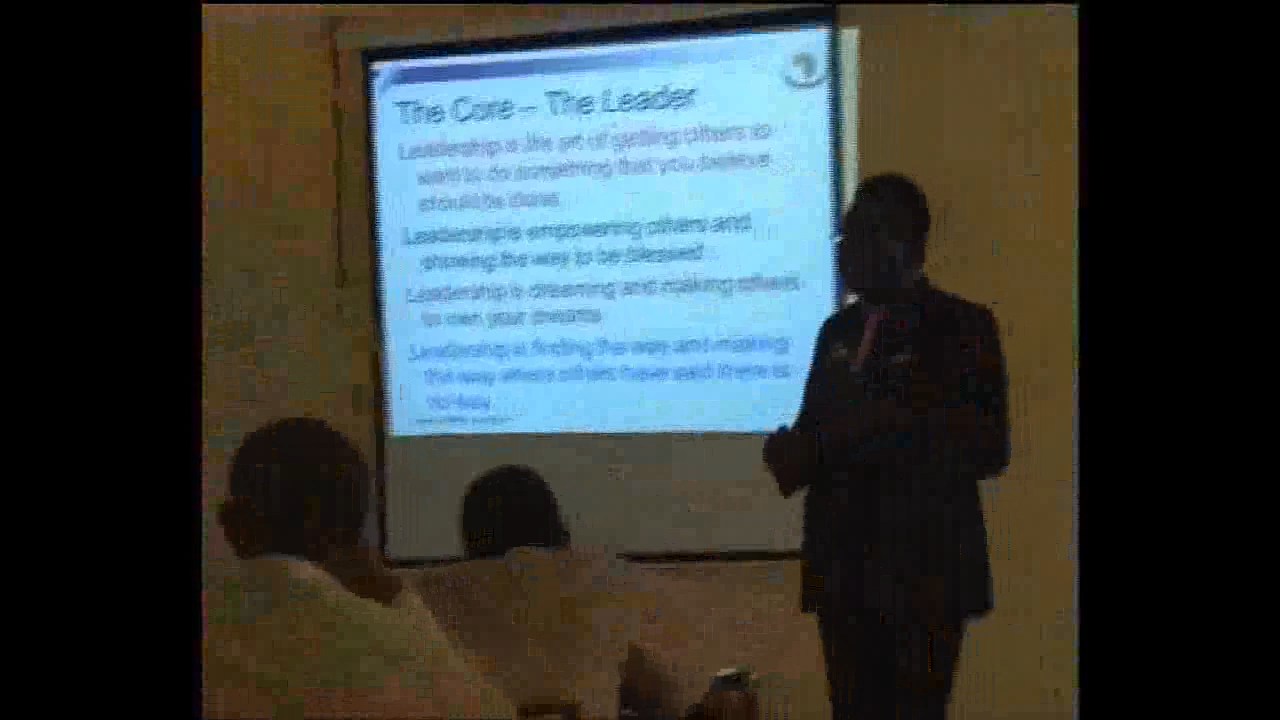 The Core – The Leader
Leadership is the art of getting others to
want to do something that you believe
should be done
Leadership is empowering others and
showing the way to be blessed
Leadership is dreaming and making others
to own your dreams
Leadership is finding the way and making
the way where others have said there is
no way